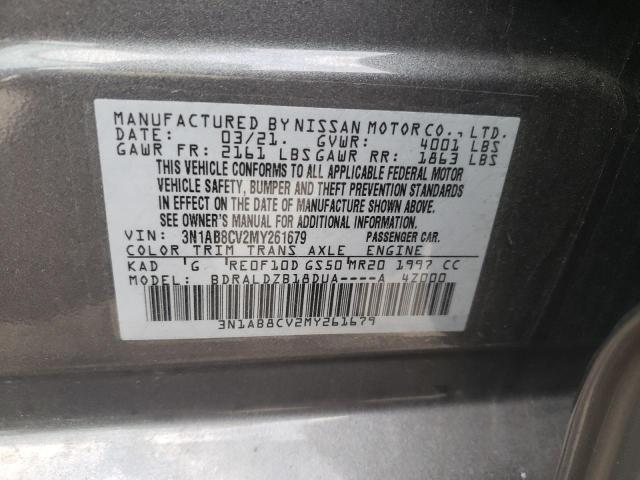 MANUFACTURED BY NISSAN MOTOR CO., LTD.
DATE: 03/21. GVWR: 4001 LBS
GAWR FR: 2161 LBS GAWR RR: 1863 LBS
THIS VEHICLE CONFORMS TO ALL APPLICABLE FEDERAL MOTOR
VEHICLE SAFETY, BUMPER AND THEFT PREVENTION STANDARDS
IN EFFECT ON THE DATE OF MANUFACTURE SHOWN ABOVE.
SEE OWNER'S MANUAL FOR ADDITIONAL INFORMATION.
VIN: 3N1AB8CV2MY261679 PASSENGER CAR.
COLOR TRIM TRANS AXLE ENGINE
KAD G RE0F10D GS50 MR20 1997 CC
MODEL: BDRALDZB18DUA----A 4Z000
3N1AB8CV2MY261679